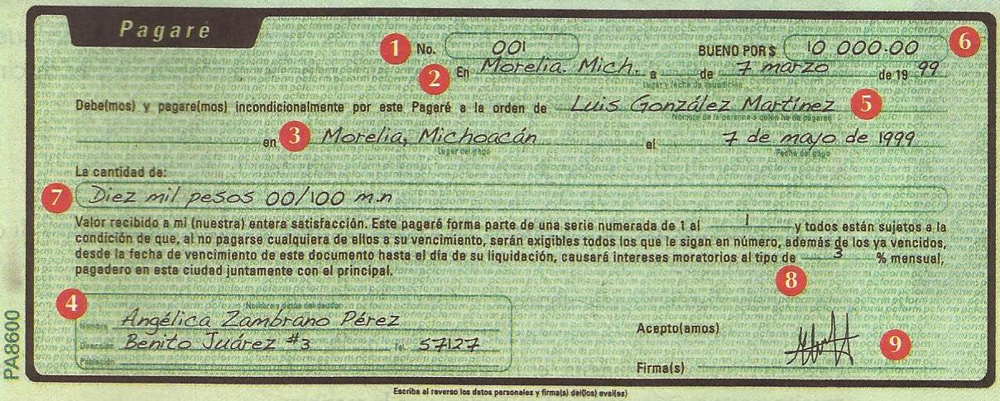 Pagaré
1 No. 001 BUENO POR $ 10 000.00 6
2 En Morelia. Mich. a de 7 marzo de 19 99
Lugar y fecha de expedición
Debe(mos) y pagare(mos) incondicionalmente por este Pagaré a la orden de Luis González Martínez 5
Nombre de la persona a quien ha de pagarse
en 3 Morelia, Michoacán el 7 de mayo de 1999
Lugar del pago Fecha del pago
La cantidad de:
7 Diez mil pesos 00/100 m.n
Valor recibido a mi (nuestra) entera satisfacción. Este pagaré forma parte de una serie numerada de 1 al 1 y todos están sujetos a la
condición de que, al no pagarse cualquiera de ellos a su vencimiento, serán exigibles todos los que le sigan en número, además de los ya vencidos,
desde la fecha de vencimiento de este documento hasta el día de su liquidación, causará intereses moratorios al tipo de 3 % mensual,
pagadero en esta ciudad juntamente con el principal.
8
4 Nombre y datos del deudor
Nombre Angélica Zambrano Pérez
Acepto(amos)
Dirección Benito Juárez #3 Tel. 57127
9
Población
Firma(s)
PA8600
Escriba al reverso los datos personales y firma(s) del(los) aval(es)